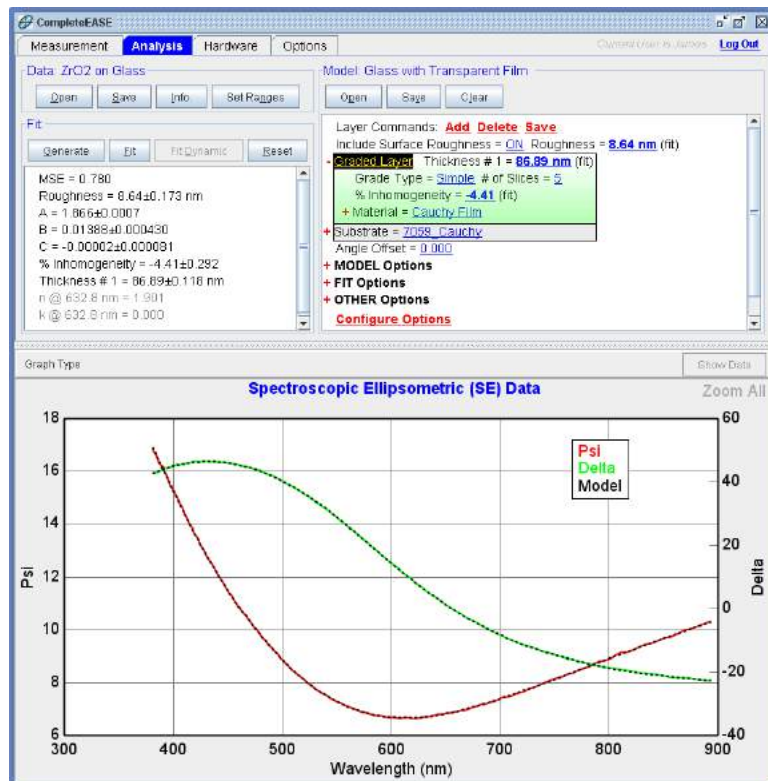 CompleteEASE
Measurement Analysis Hardware Options
Current User is James Log Out
Data: ZrO2 on Glass
Open Save Info Set Ranges
Fit
Generate Fit Fit Dynamic Reset
MSE = 0.780
Roughness = 8.64±0.173 nm
A = 1.866±0.0007
B = 0.01388±0.000430
C = -0.00002±0.000081
% Inhomogeneity = -4.41±0.292
Thickness # 1 = 86.89±0.118 nm
n @ 632.8 nm = 1.901
k @ 632.8 nm = 0.000
Model: Glass with Transparent Film
Open Save Clear
Layer Commands: Add Delete Save
Include Surface Roughness = ON Roughness = 8.64 nm (fit)
- Graded Layer Thickness # 1 = 86.89 nm (fit)
Grade Type = Simple # of Slices = 5
% Inhomogeneity = -4.41 (fit)
+ Material = Cauchy Film
+ Substrate = 7059_Cauchy
Angle Offset = 0.000
+ MODEL Options
+ FIT Options
+ OTHER Options
Configure Options
Graph Type
Show Data
Spectroscopic Ellipsometric (SE) Data
Zoom All
18
16
14
12
10
8
6
Psi
60
40
20
0
-20
-40
Delta
Psi
Delta
Model
300 400 500 600 700 800 900
Wavelength (nm)